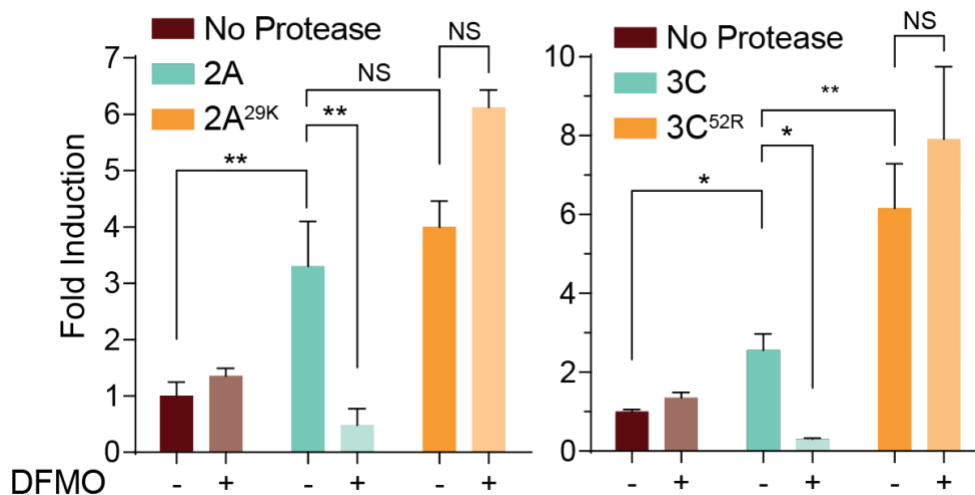 No Protease
2A
2A²⁹ᴷ
NS
NS
**
**
Fold Induction
7
6
5
4
3
2
1
0
DFMO - + - + - +
No Protease
3C
3C⁵²ᴿ
NS
**
*
*
10
8
6
4
2
0
- + - + - +